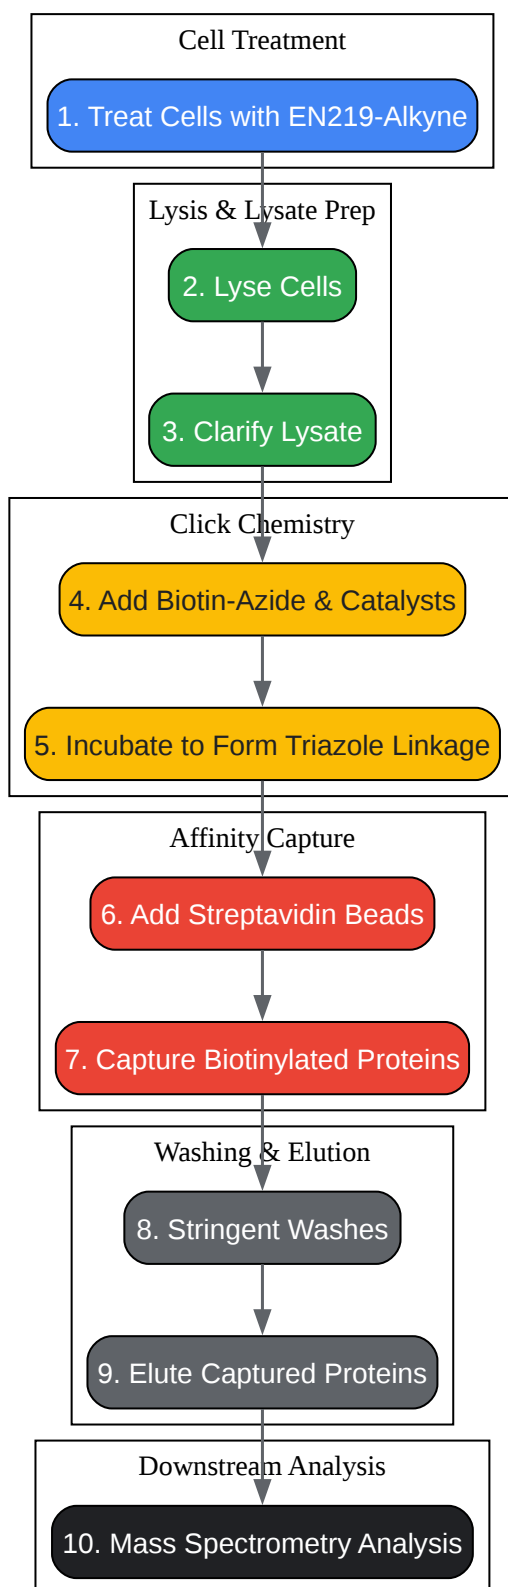 Cell Treatment
1. Treat Cells with EN219-Alkyne
Lysis & Lysate Prep
2. Lyse Cells
3. Clarify Lysate
Click Chemistry
4. Add Biotin-Azide & Catalysts
5. Incubate to Form Triazole Linkage
Affinity Capture
6. Add Streptavidin Beads
7. Capture Biotinylated Proteins
Washing & Elution
8. Stringent Washes
9. Elute Captured Proteins
Downstream Analysis
10. Mass Spectrometry Analysis